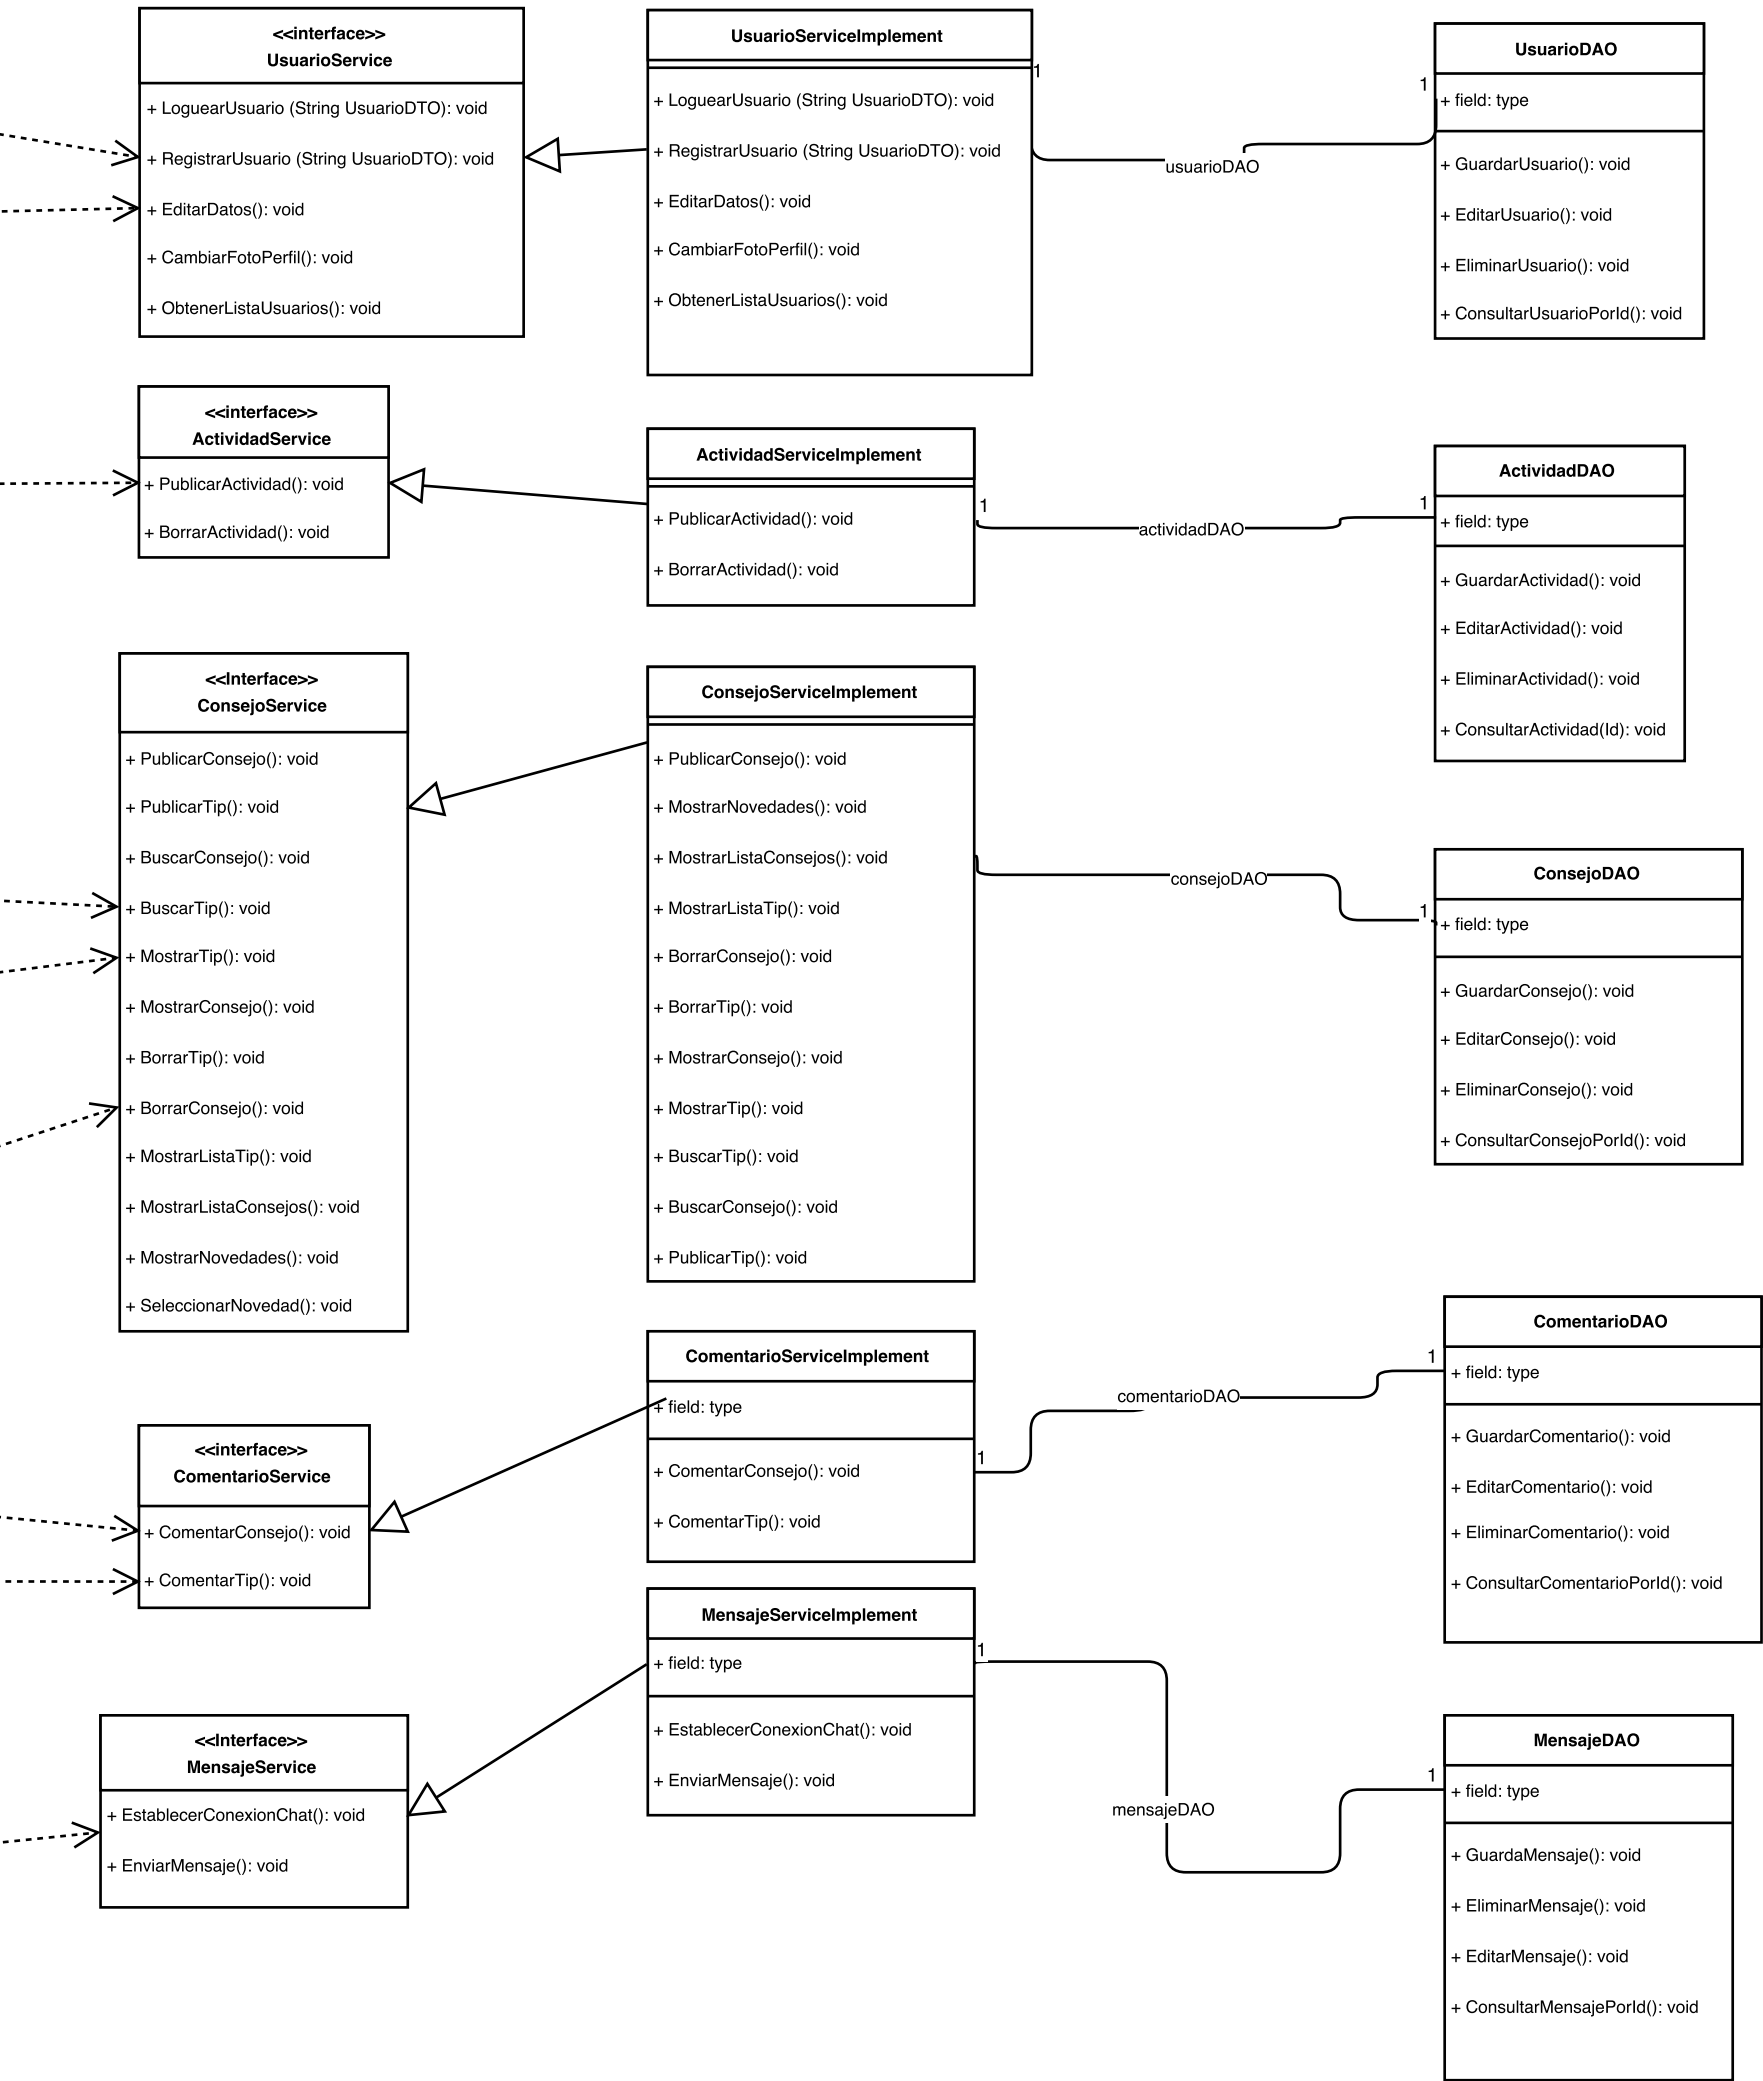 <<interface>>
UsuarioService
+ LoguearUsuario (String UsuarioDTO): void
+ RegistrarUsuario (String UsuarioDTO): void
+ EditarDatos(): void
+ CambiarFotoPerfil(): void
+ ObtenerListaUsuarios(): void
UsuarioServiceImplement
+ LoguearUsuario (String UsuarioDTO): void
+ RegistrarUsuario (String UsuarioDTO): void
+ EditarDatos(): void
+ CambiarFotoPerfil(): void
+ ObtenerListaUsuarios(): void
1
usuarioDAO
1
UsuarioDAO
+ field: type
+ GuardarUsuario(): void
+ EditarUsuario(): void
+ EliminarUsuario(): void
+ ConsultarUsuarioPorId(): void
<<interface>>
ActividadService
+ PublicarActividad(): void
+ BorrarActividad(): void
ActividadServiceImplement
+ PublicarActividad(): void
+ BorrarActividad(): void
1
actividadDAO
1
ActividadDAO
+ field: type
+ GuardarActividad(): void
+ EditarActividad(): void
+ EliminarActividad(): void
+ ConsultarActividad(Id): void
<<Interface>>
ConsejoService
+ PublicarConsejo(): void
+ PublicarTip(): void
+ BuscarConsejo(): void
+ BuscarTip(): void
+ MostrarTip(): void
+ MostrarConsejo(): void
+ BorrarTip(): void
+ BorrarConsejo(): void
+ MostrarListaTip(): void
+ MostrarListaConsejos(): void
+ MostrarNovedades(): void
+ SeleccionarNovedad(): void
ConsejoServiceImplement
+ PublicarConsejo(): void
+ MostrarNovedades(): void
+ MostrarListaConsejos(): void
+ MostrarListaTip(): void
+ BorrarConsejo(): void
+ BorrarTip(): void
+ MostrarConsejo(): void
+ MostrarTip(): void
+ BuscarTip(): void
+ BuscarConsejo(): void
+ PublicarTip(): void
consejoDAO
1
ConsejoDAO
+ field: type
+ GuardarConsejo(): void
+ EditarConsejo(): void
+ EliminarConsejo(): void
+ ConsultarConsejoPorId(): void
<<interface>>
ComentarioService
+ ComentarConsejo(): void
+ ComentarTip(): void
ComentarioServiceImplement
+ field: type
+ ComentarConsejo(): void
+ ComentarTip(): void
1
comentarioDAO
1
ComentarioDAO
+ field: type
+ GuardarComentario(): void
+ EditarComentario(): void
+ EliminarComentario(): void
+ ConsultarComentarioPorId(): void
<<Interface>>
MensajeService
+ EstablecerConexionChat(): void
+ EnviarMensaje(): void
MensajeServiceImplement
+ field: type
+ EstablecerConexionChat(): void
+ EnviarMensaje(): void
1
mensajeDAO
1
MensajeDAO
+ field: type
+ GuardaMensaje(): void
+ EliminarMensaje(): void
+ EditarMensaje(): void
+ ConsultarMensajePorId(): void